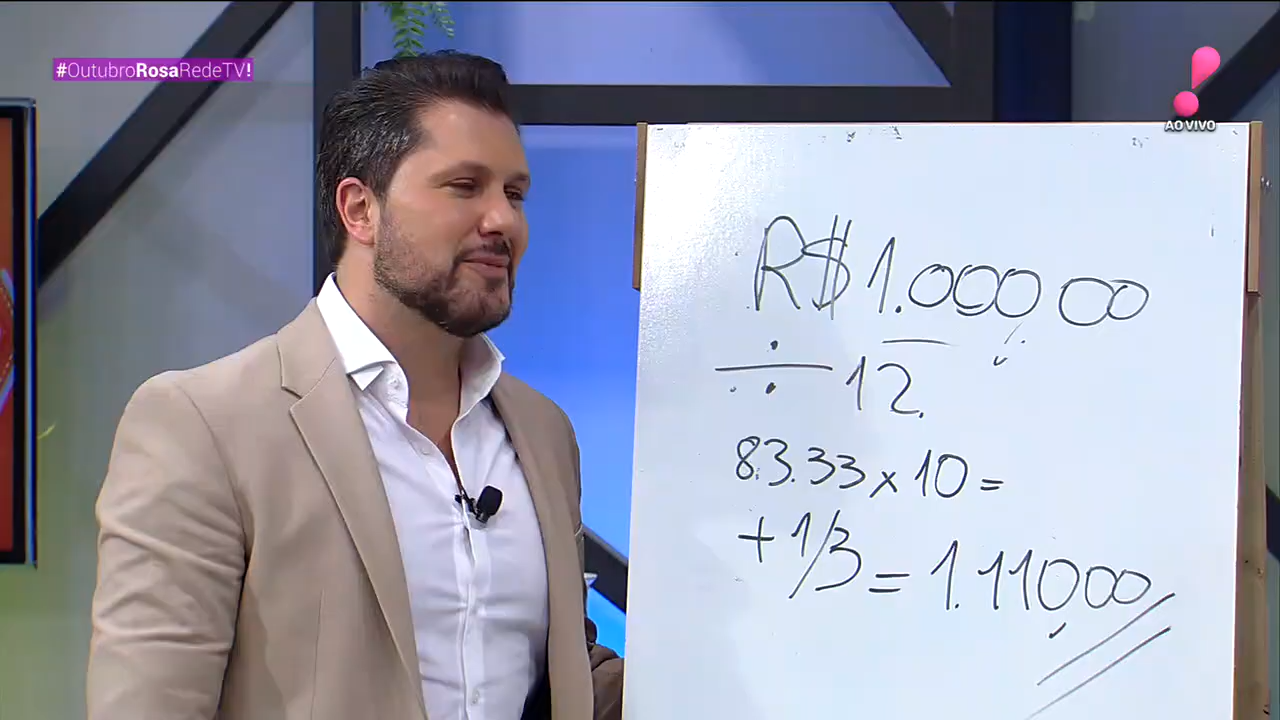 #OutubroRosaRedeTV!
AO VIVO
R$1.000,00
÷ 12.
83.33 x 10 =
+ 1/3 = 1.110,00